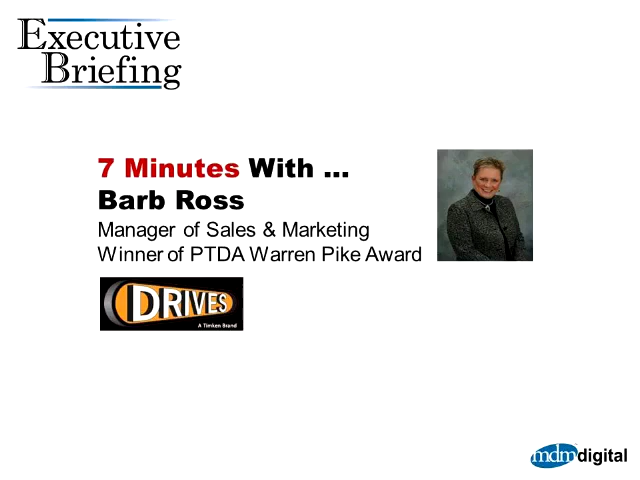 Executive
Briefing
7 Minutes With ...
Barb Ross
Manager of Sales & Marketing
Winner of PTDA Warren Pike Award
DRIVES
A Timken Brand
mdm digital